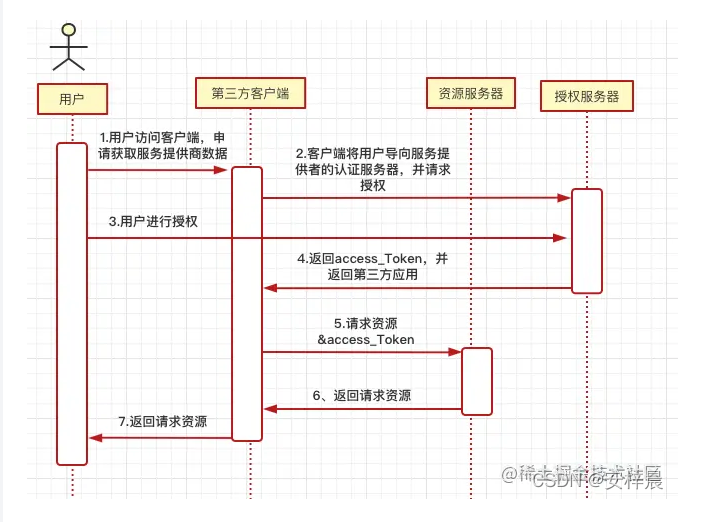 用户
第三方客户端
资源服务器
授权服务器
1.用户访问客户端，申
请获取服务提供商数据
2.客户端将用户导向服务提
供者的认证服务器，并请求
授权
3.用户进行授权
4.返回access_Token，并
返回第三方应用
5.请求资源
&access_Token
6、返回请求资源
7.返回请求资源
@稀土掘金技术社区
CSDN @安梓晨